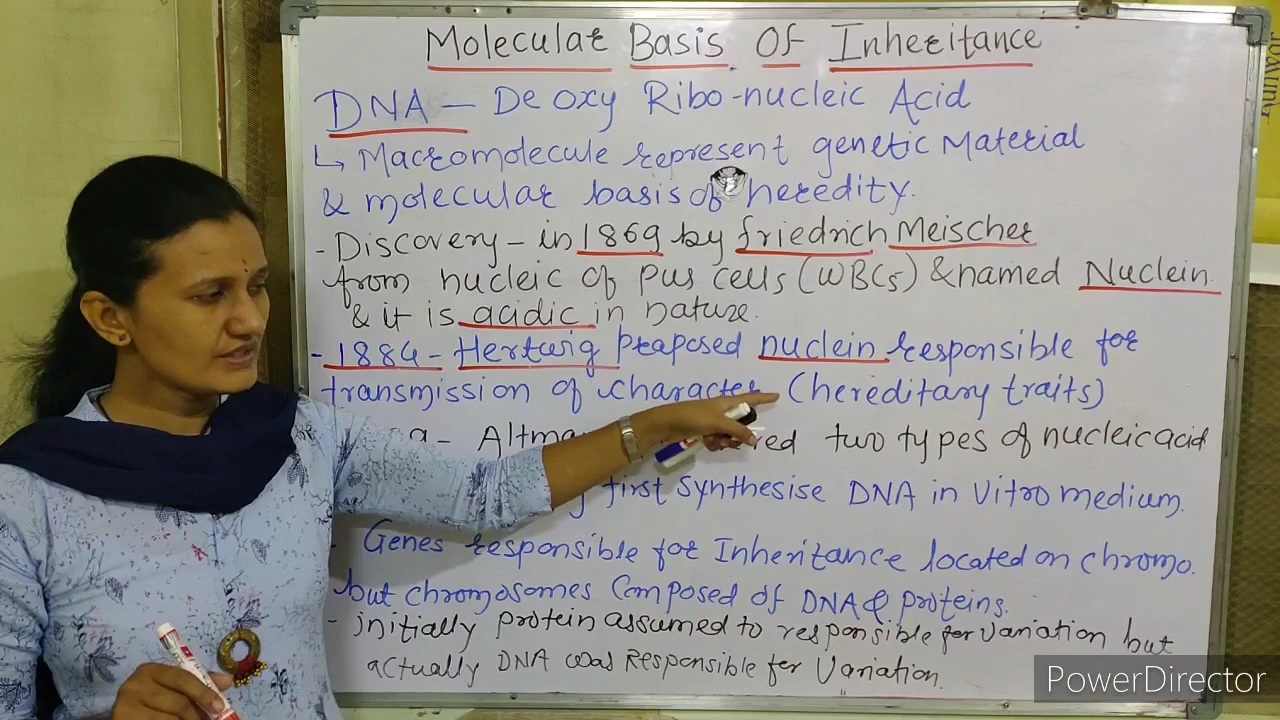 Molecular Basis Of Inheritance
DNA – De oxy Ribo-nucleic Acid
↳ Macromolecule represent genetic Material
& molecular basis of heredity.
- Discovery – in 1869 by friedrich Meischer
from nucleic of Pus cells (WBCs) & named Nuclein.
& it is acidic in nature.
- 1884 - Hertwig proposed nuclein responsible for
transmission of character (hereditary traits)
two types of nucleic acid
first synthesise DNA in Vitro medium.
- Genes responsible for Inheritance located on chromo.
but chromosomes composed of DNA & proteins.
- initially protein assumed to responsible for variation but
actually DNA was Responsible for Variation.
PowerDirector